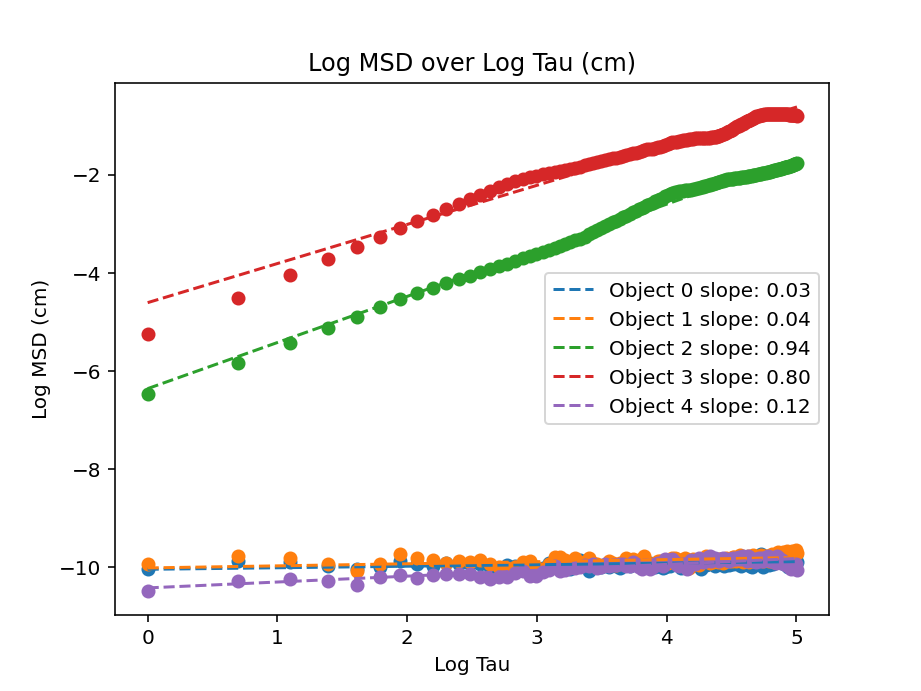 Log MSD over Log Tau (cm)
Log MSD (cm)
−2
−4
−6
−8
−10
Object 0 slope: 0.03
Object 1 slope: 0.04
Object 2 slope: 0.94
Object 3 slope: 0.80
Object 4 slope: 0.12
0 1 2 3 4 5
Log Tau